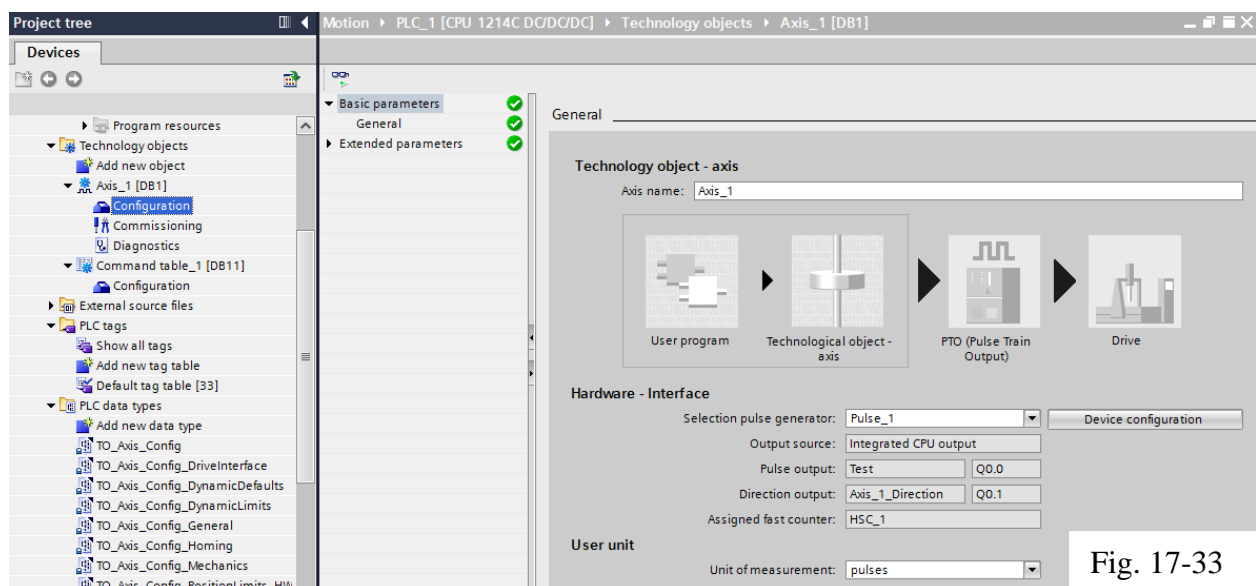 Project tree
Motion ▸ PLC_1 [CPU 1214C DC/DC/DC] ▸ Technology objects ▸ Axis_1 [DB1]
Devices
Program resources
Technology objects
Add new object
Axis_1 [DB1]
Configuration
Commissioning
Diagnostics
Command table_1 [DB11]
Configuration
External source files
PLC tags
Show all tags
Add new tag table
Default tag table [33]
PLC data types
Add new data type
TO_Axis_Config
TO_Axis_Config_DriveInterface
TO_Axis_Config_DynamicDefaults
TO_Axis_Config_DynamicLimits
TO_Axis_Config_General
TO_Axis_Config_Homing
TO_Axis_Config_Mechanics
TO_Axis_Config_PositionLimits_HW
Basic parameters
General
Extended parameters
General
Technology object - axis
Axis name: Axis_1
User program
Technological object -
axis
PTO (Pulse Train
Output)
Drive
Hardware - Interface
Selection pulse generator: Pulse_1 Device configuration
Output source: Integrated CPU output
Pulse output: Test Q0.0
Direction output: Axis_1_Direction Q0.1
Assigned fast counter: HSC_1
User unit
Unit of measurement: pulses
Fig. 17-33